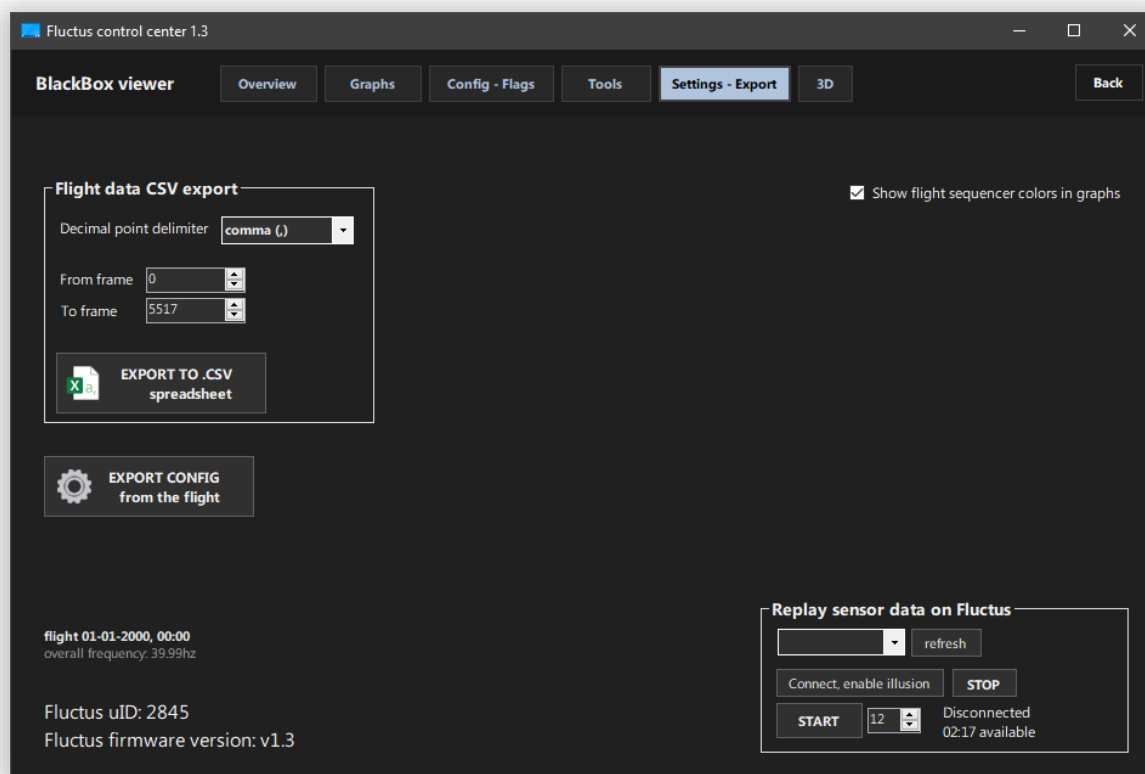 Fluctus control center 1.3
BlackBox viewer
Overview
Graphs
Config - Flags
Tools
Settings - Export
3D
Back
Flight data CSV export
Decimal point delimiter
comma (,)
From frame
0
To frame
5517
EXPORT TO .CSV
spreadsheet
Show flight sequencer colors in graphs
EXPORT CONFIG
from the flight
flight 01-01-2000, 00:00
overall frequency: 39.99hz
Fluctus uID: 2845
Fluctus firmware version: v1.3
Replay sensor data on Fluctus
refresh
Connect, enable illusion
STOP
START
12
Disconnected
02:17 available